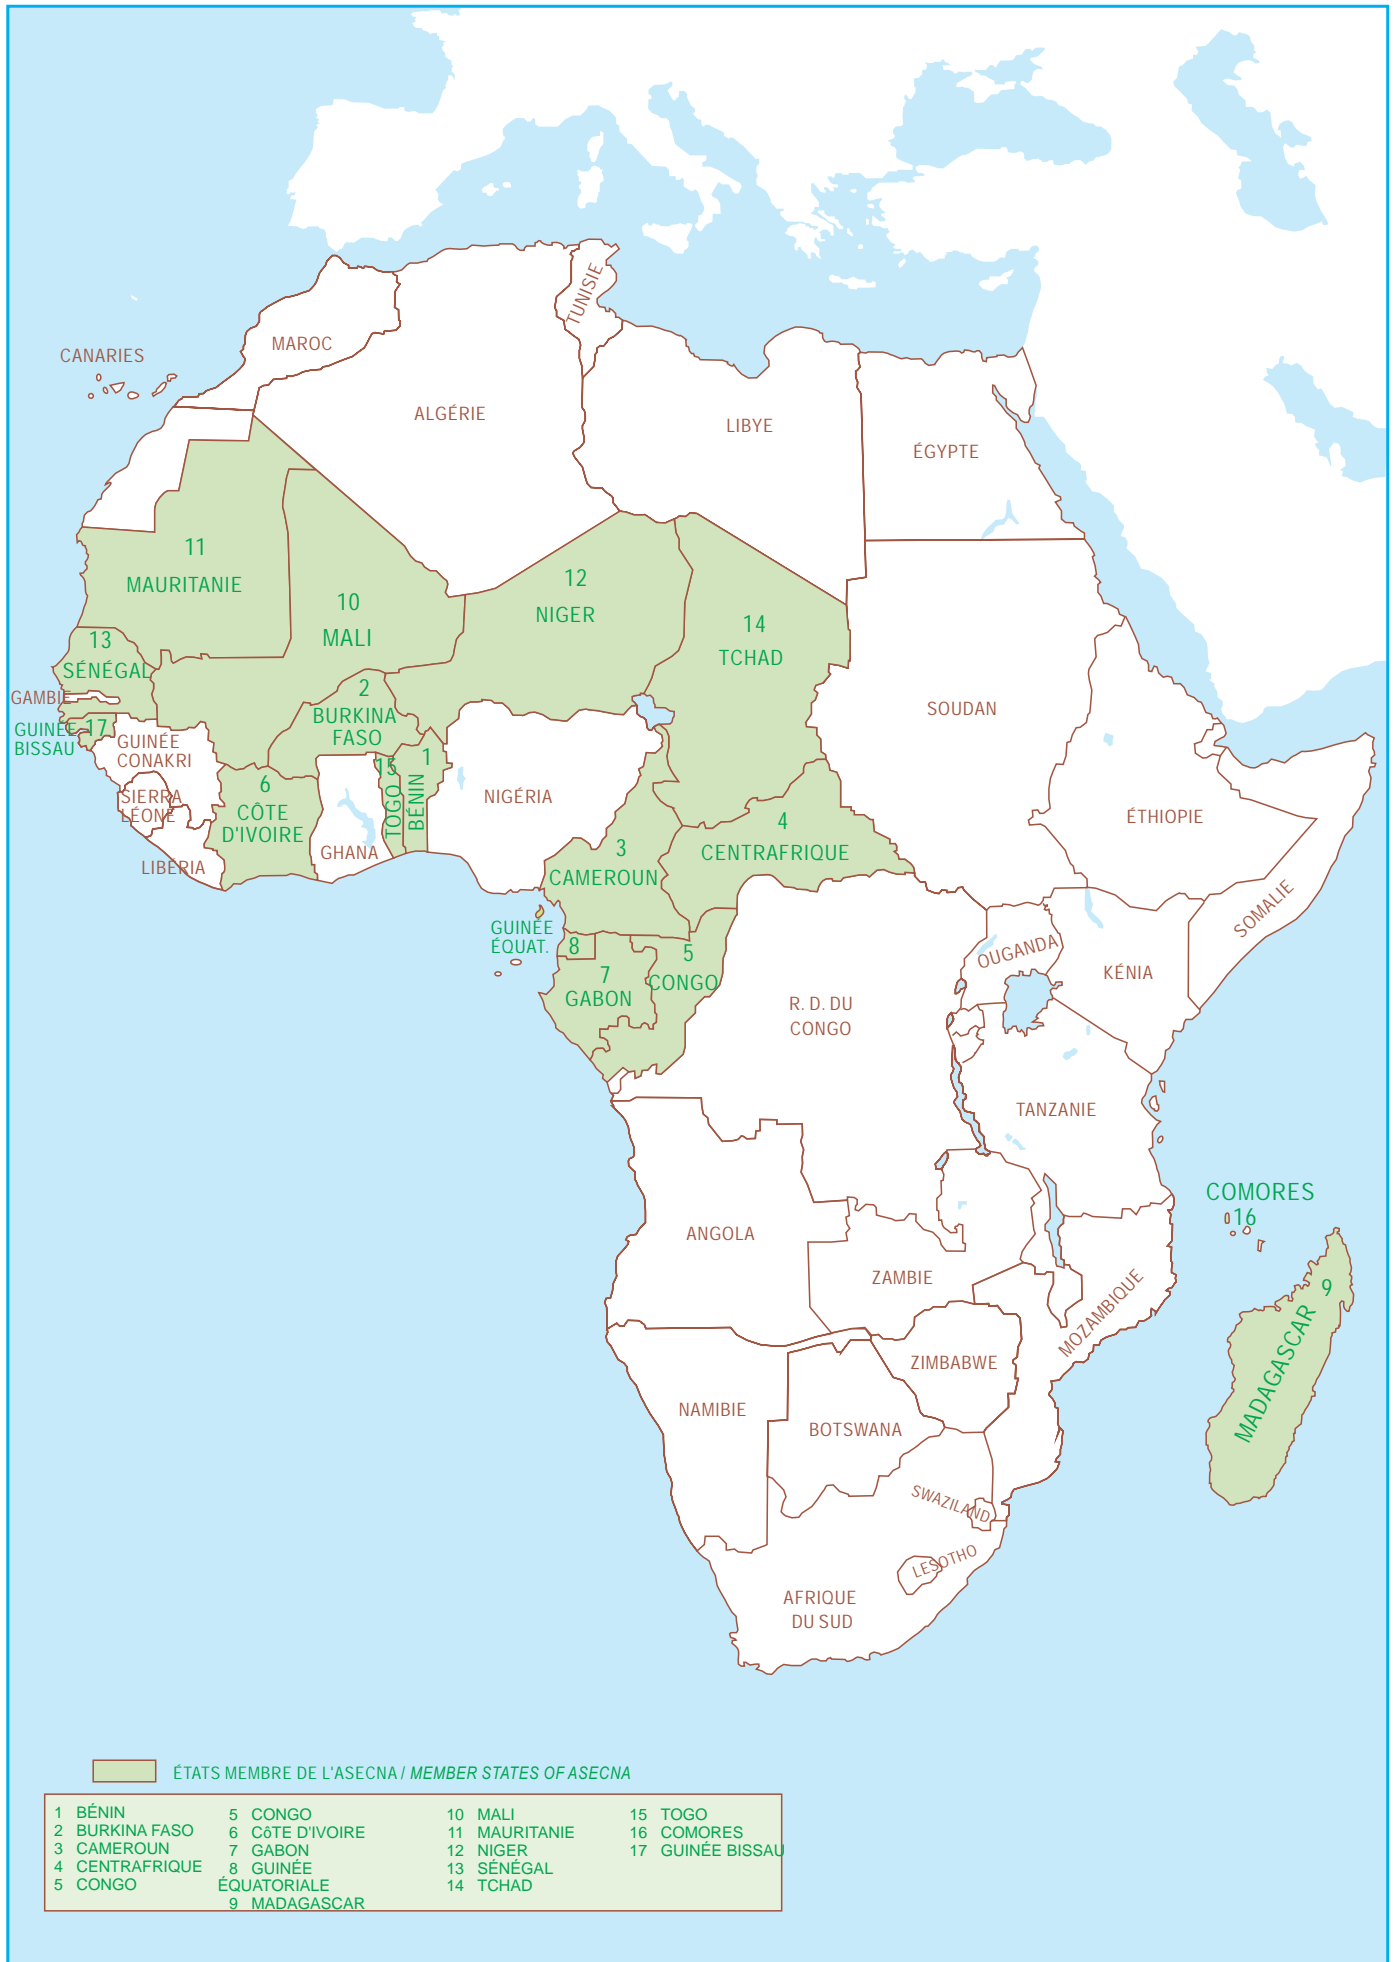 TUNISIE
MAROC
CANARIES
ALGÉRIE
LIBYE
ÉGYPTE
11
MAURITANIE
10
MALI
12
NIGER
14
TCHAD
13
SÉNÉGAL
GAMBIE
2
BURKINA
FASO
SOUDAN
GUINÉE
BISSAU
17
GUINÉE
CONAKRI
1
BÉNIN
15
TOGO
6
CÔTE
D'IVOIRE
SIERRA
LÉONE
NIGÉRIA
GHANA
LIBÉRIA
ÉTHIOPIE
4
CENTRAFRIQUE
3
CAMEROUN
SOMALIE
GUINÉE
ÉQUAT.
8
5
CONGO
7
GABON
OUGANDA
KÉNIA
R. D. DU
CONGO
TANZANIE
COMORES
16
ANGOLA
ZAMBIE
9
MADAGASCAR
MOZAMBIQUE
ZIMBABWE
NAMIBIE
BOTSWANA
SWAZILAND
LESOTHO
AFRIQUE
DU SUD
ÉTATS MEMBRE DE L'ASECNA / MEMBER STATES OF ASECNA
1 BÉNIN
2 BURKINA FASO
3 CAMEROUN
4 CENTRAFRIQUE
5 CONGO
5 CONGO
6 CôTE D'IVOIRE
7 GABON
8 GUINÉE
ÉQUATORIALE
9 MADAGASCAR
10 MALI
11 MAURITANIE
12 NIGER
13 SÉNÉGAL
14 TCHAD
15 TOGO
16 COMORES
17 GUINÉE BISSAU